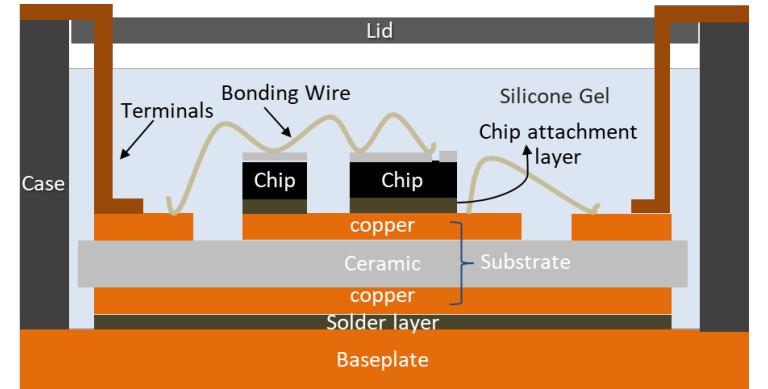 Lid
Bonding Wire
Silicone Gel
Terminals
Chip attachment
layer
Case
Chip
Chip
copper
Ceramic
Substrate
copper
Solder layer
Baseplate